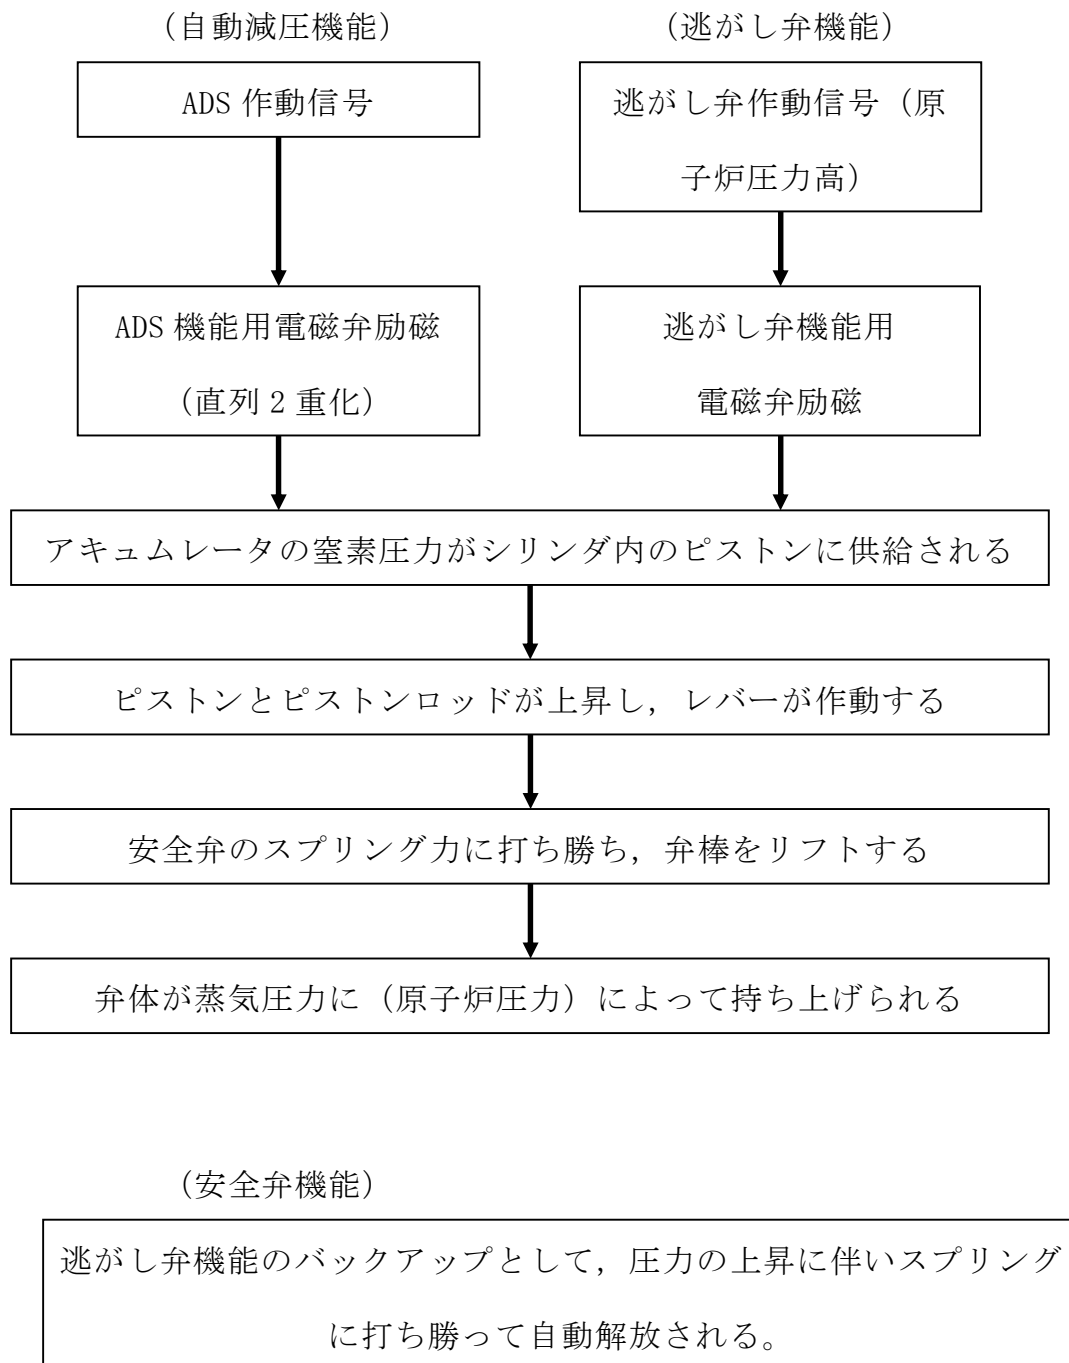 （自動減圧機能）
ADS 作動信号
ADS 機能用電磁弁励磁
（直列 2 重化）
（逃がし弁機能）
逃がし弁作動信号（原
子炉圧力高）
逃がし弁機能用
電磁弁励磁
アキュムレータの窒素圧力がシリンダ内のピストンに供給される
ピストンとピストンロッドが上昇し，レバーが作動する
安全弁のスプリング力に打ち勝ち，弁棒をリフトする
弁体が蒸気圧力に（原子炉圧力）によって持ち上げられる
（安全弁機能）
逃がし弁機能のバックアップとして，圧力の上昇に伴いスプリング
に打ち勝って自動解放される。